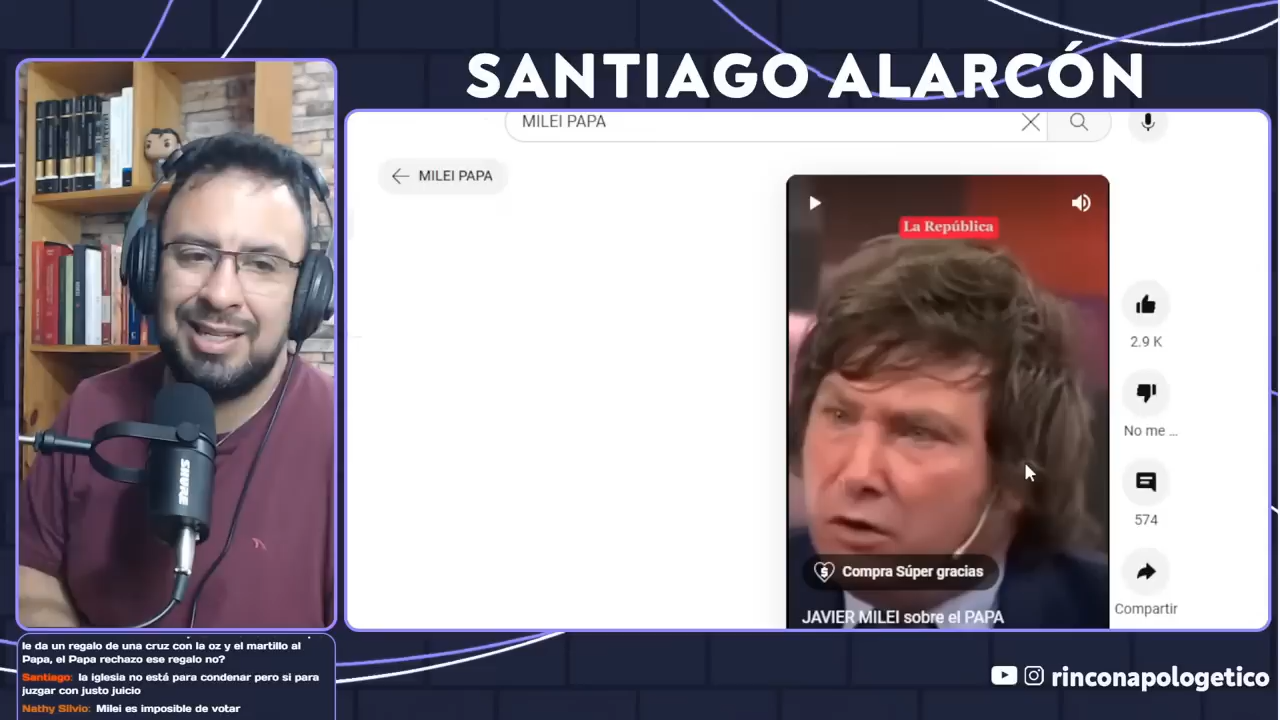 SANTIAGO ALARCÓN
MILEI PAPA
MILEI PAPA
La República
2.9 K
No me ...
574
Compra Súper gracias
Compartir
JAVIER MILEI sobre el PAPA
SHURE
le da un regalo de una cruz con la oz y el martillo al
Papa, el Papa rechazo ese regalo no?
Santiago: la iglesia no está para condenar pero si para
juzgar con justo juicio
Nathy Silvio: Milei es imposible de votar
rinconapologetico